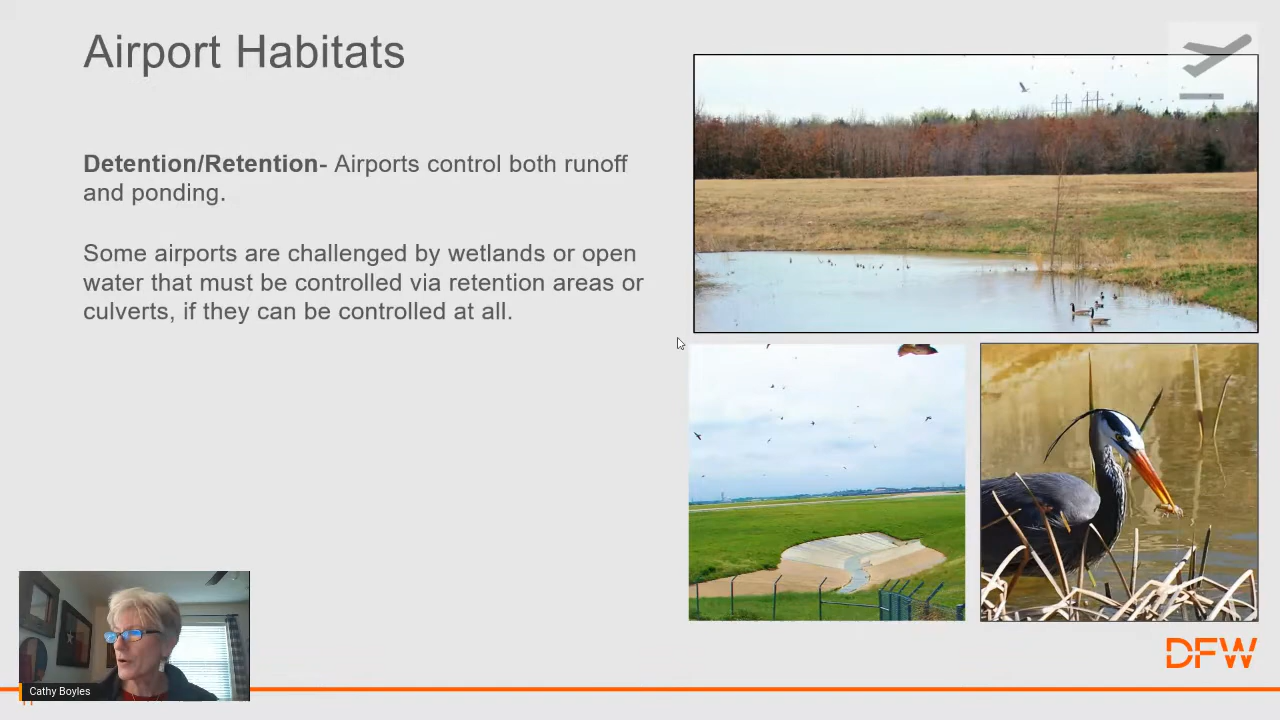 Airport Habitats
Detention/Retention- Airports control both runoff
and ponding.
Some airports are challenged by wetlands or open
water that must be controlled via retention areas or
culverts, if they can be controlled at all.
DFW
Cathy Boyles